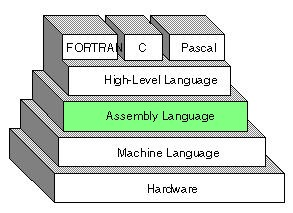 FORTRAN C Pascal
High-Level Language
Assembly Language
Machine Language
Hardware